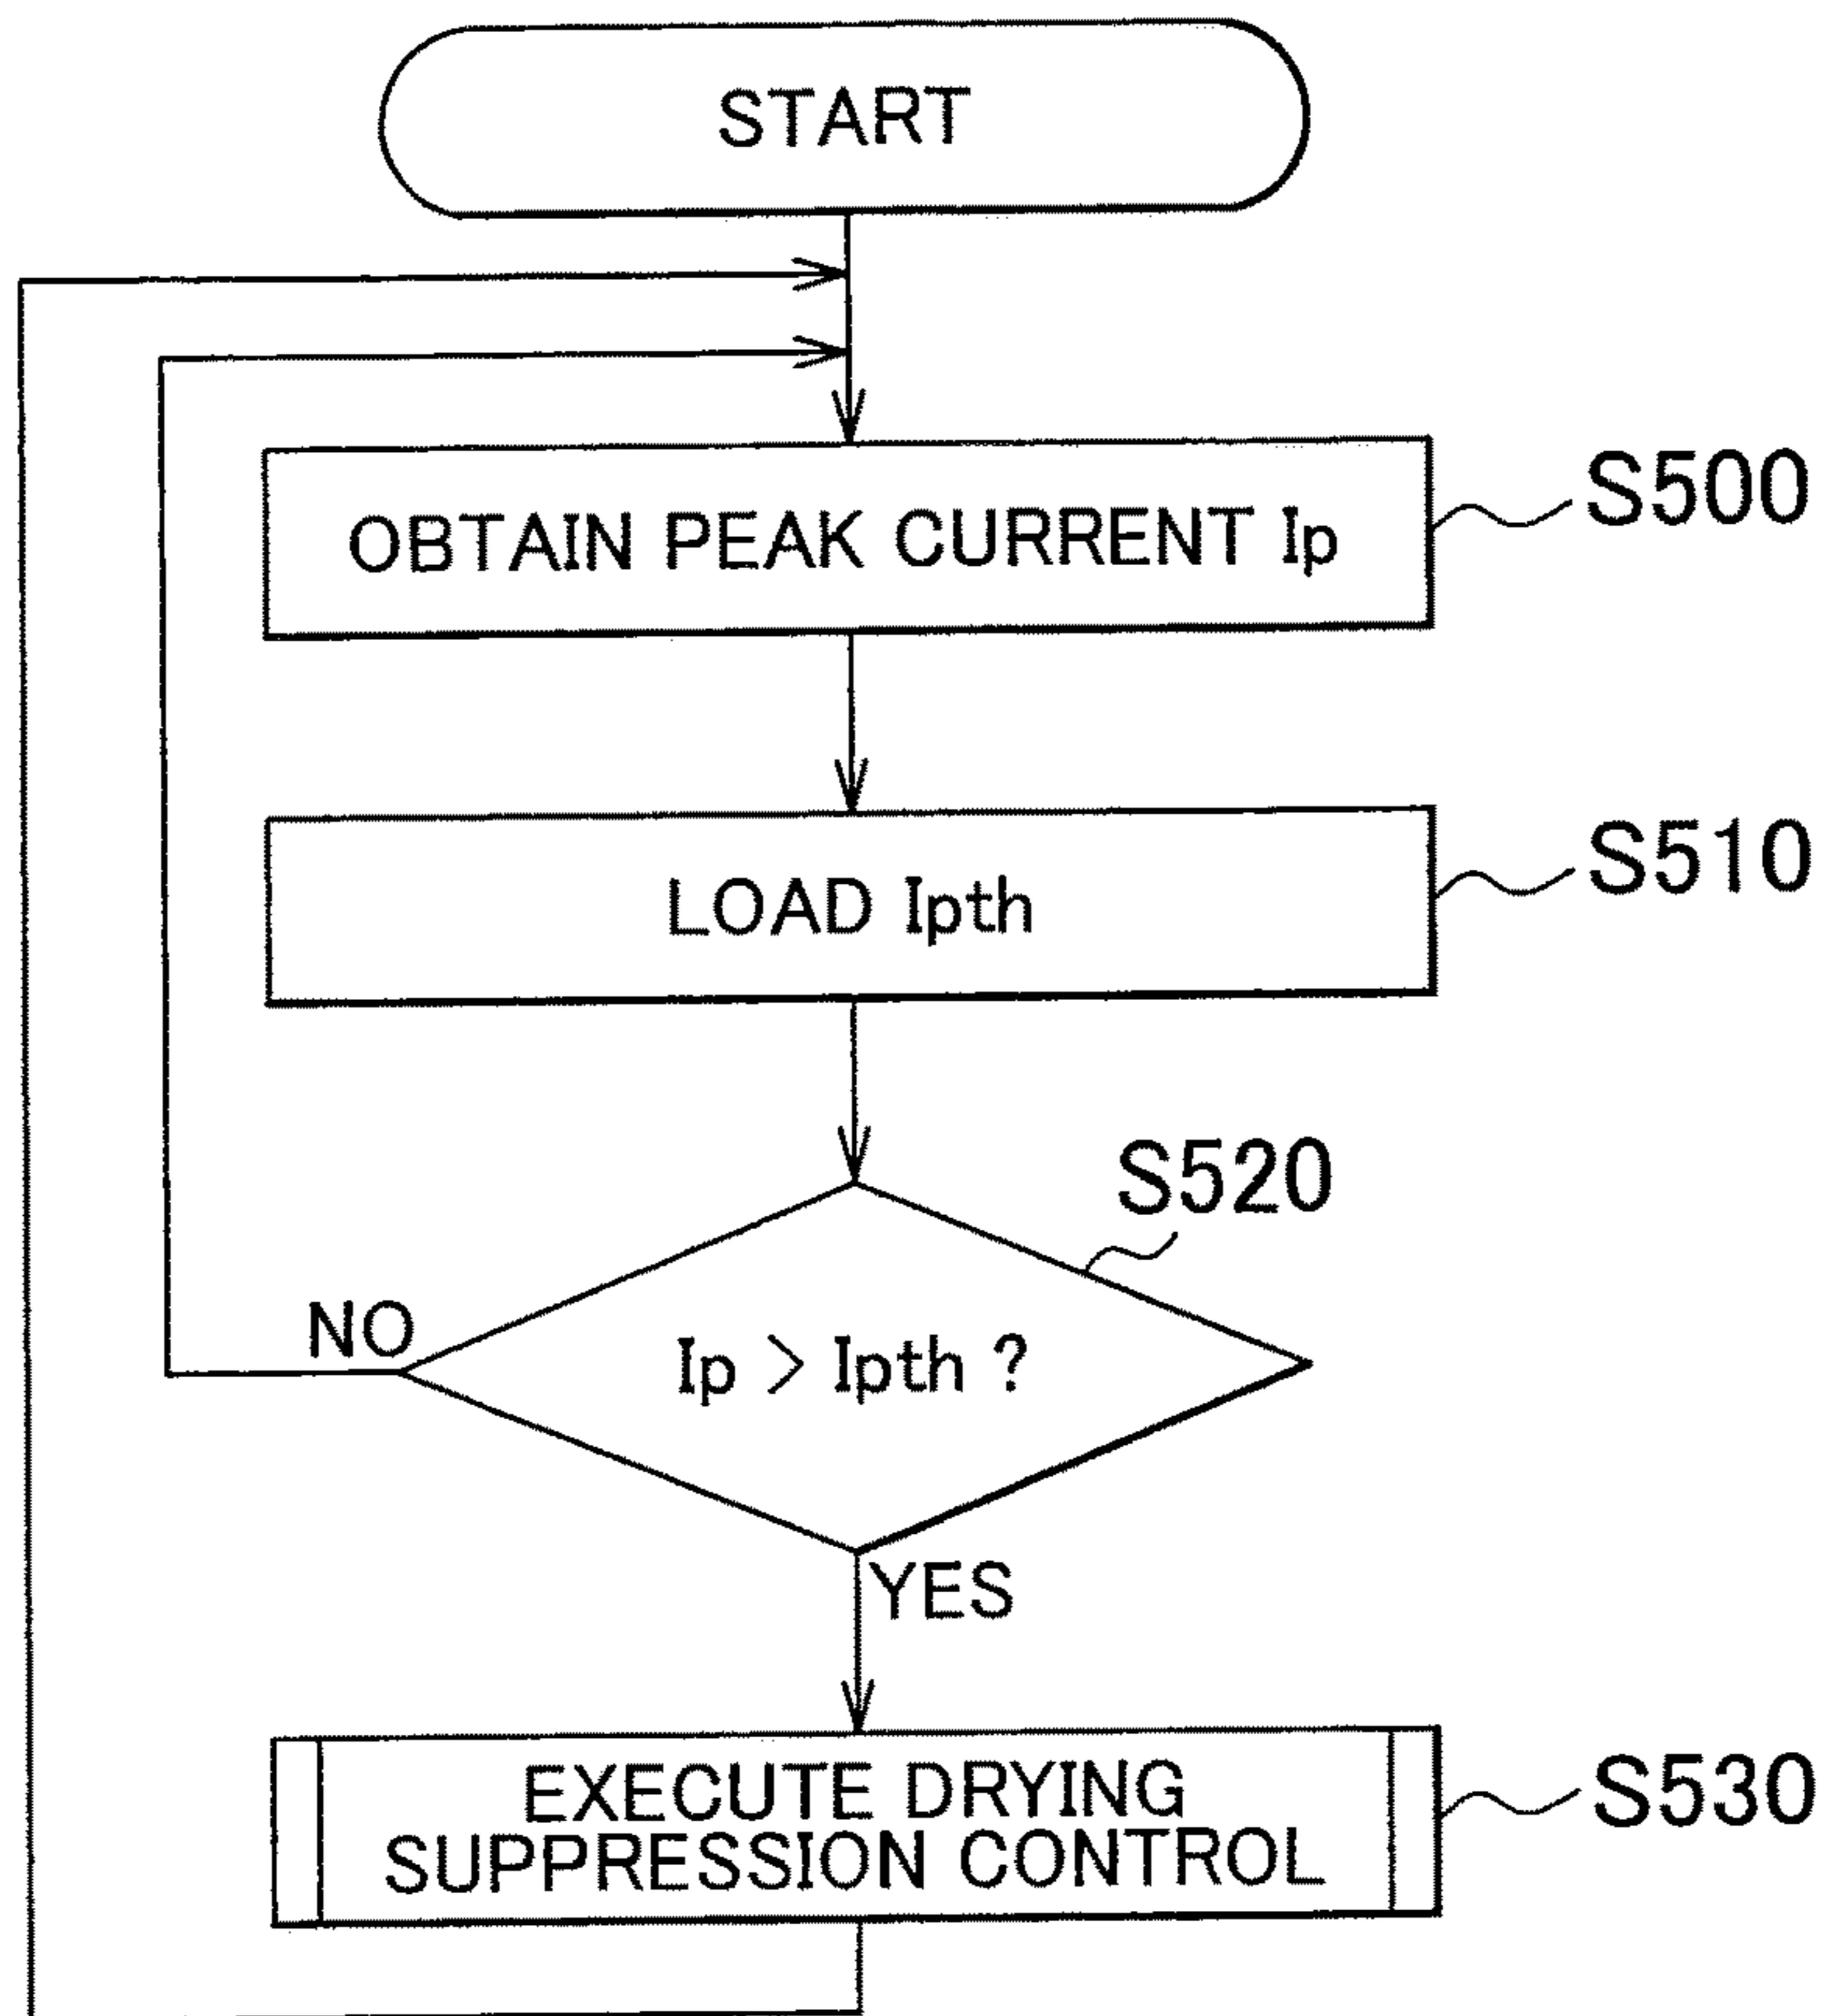 START
OBTAIN PEAK CURRENT Ip
S500
LOAD Ipth
S510
S520
NO
Ip > Ipth ?
YES
EXECUTE DRYING
SUPPRESSION CONTROL
S530